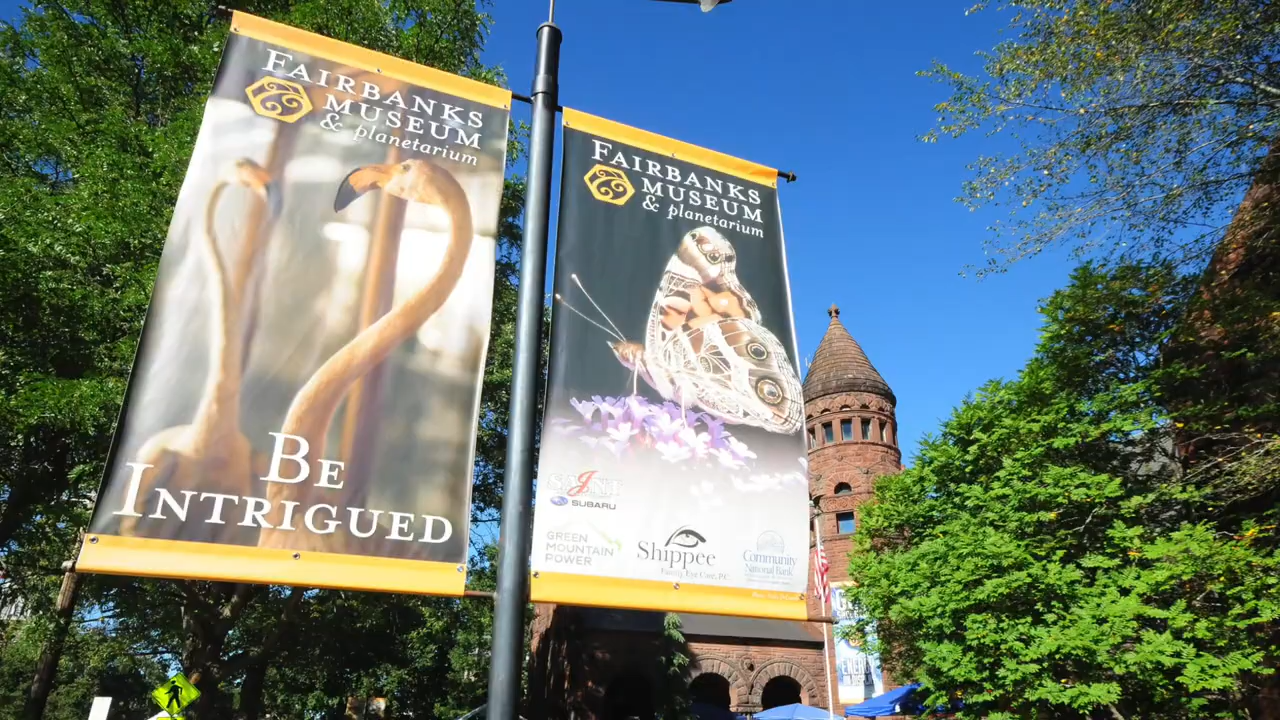 FAIRBANKS
MUSEUM
& planetarium
BE
INTRIGUED
FAIRBANKS
MUSEUM
& planetarium
SUBARU
GREEN
MOUNTAIN
POWER
Shippee
Family Eye Care, P.C.
Community
National Bank